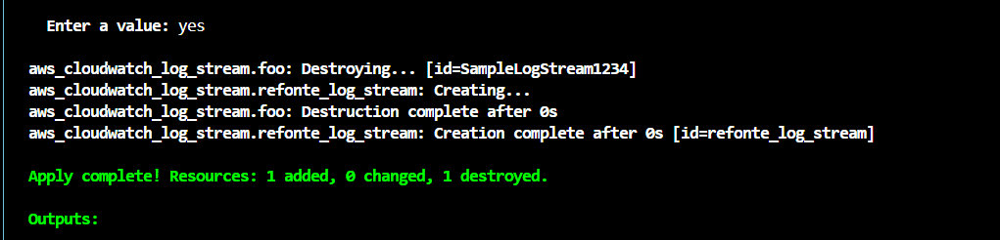 Enter a value: yes
aws_cloudwatch_log_stream.foo: Destroying... [id=SampleLogStream1234]
aws_cloudwatch_log_stream.refonte_log_stream: Creating...
aws_cloudwatch_log_stream.foo: Destruction complete after 0s
aws_cloudwatch_log_stream.refonte_log_stream: Creation complete after 0s [id=refonte_log_stream]
Apply complete! Resources: 1 added, 0 changed, 1 destroyed.
Outputs: